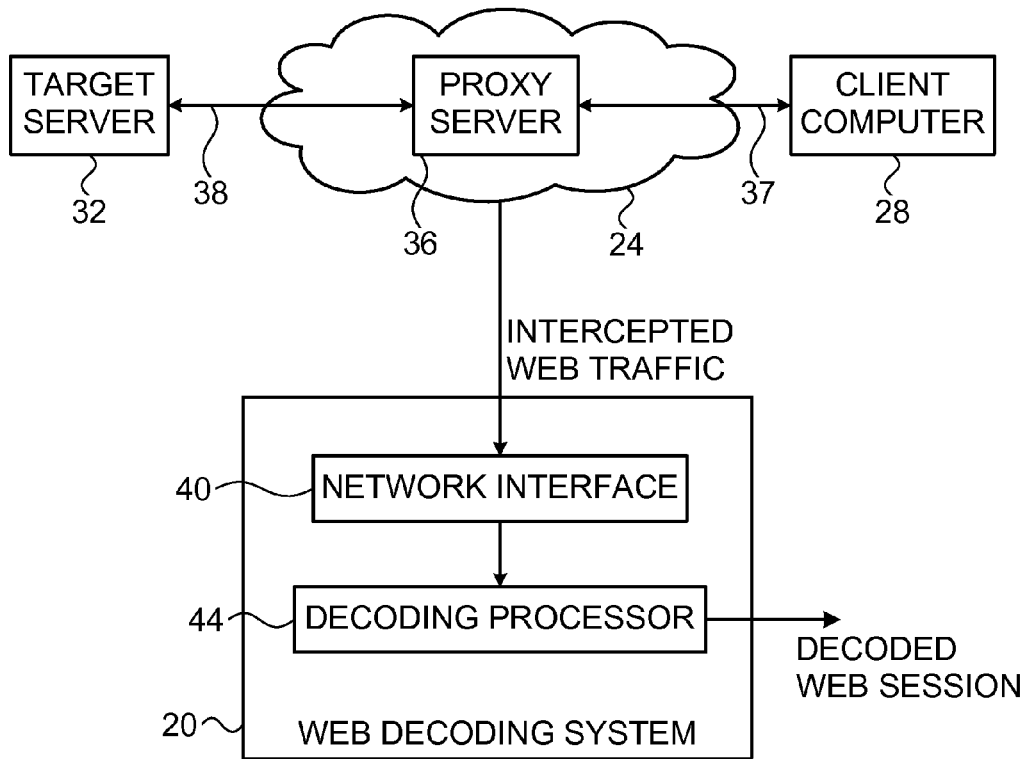 TARGET
SERVER
PROXY
SERVER
CLIENT
COMPUTER
32
38
36
24
37
28
INTERCEPTED
WEB TRAFFIC
40
NETWORK INTERFACE
44
DECODING PROCESSOR
DECODED
WEB SESSION
20
WEB DECODING SYSTEM